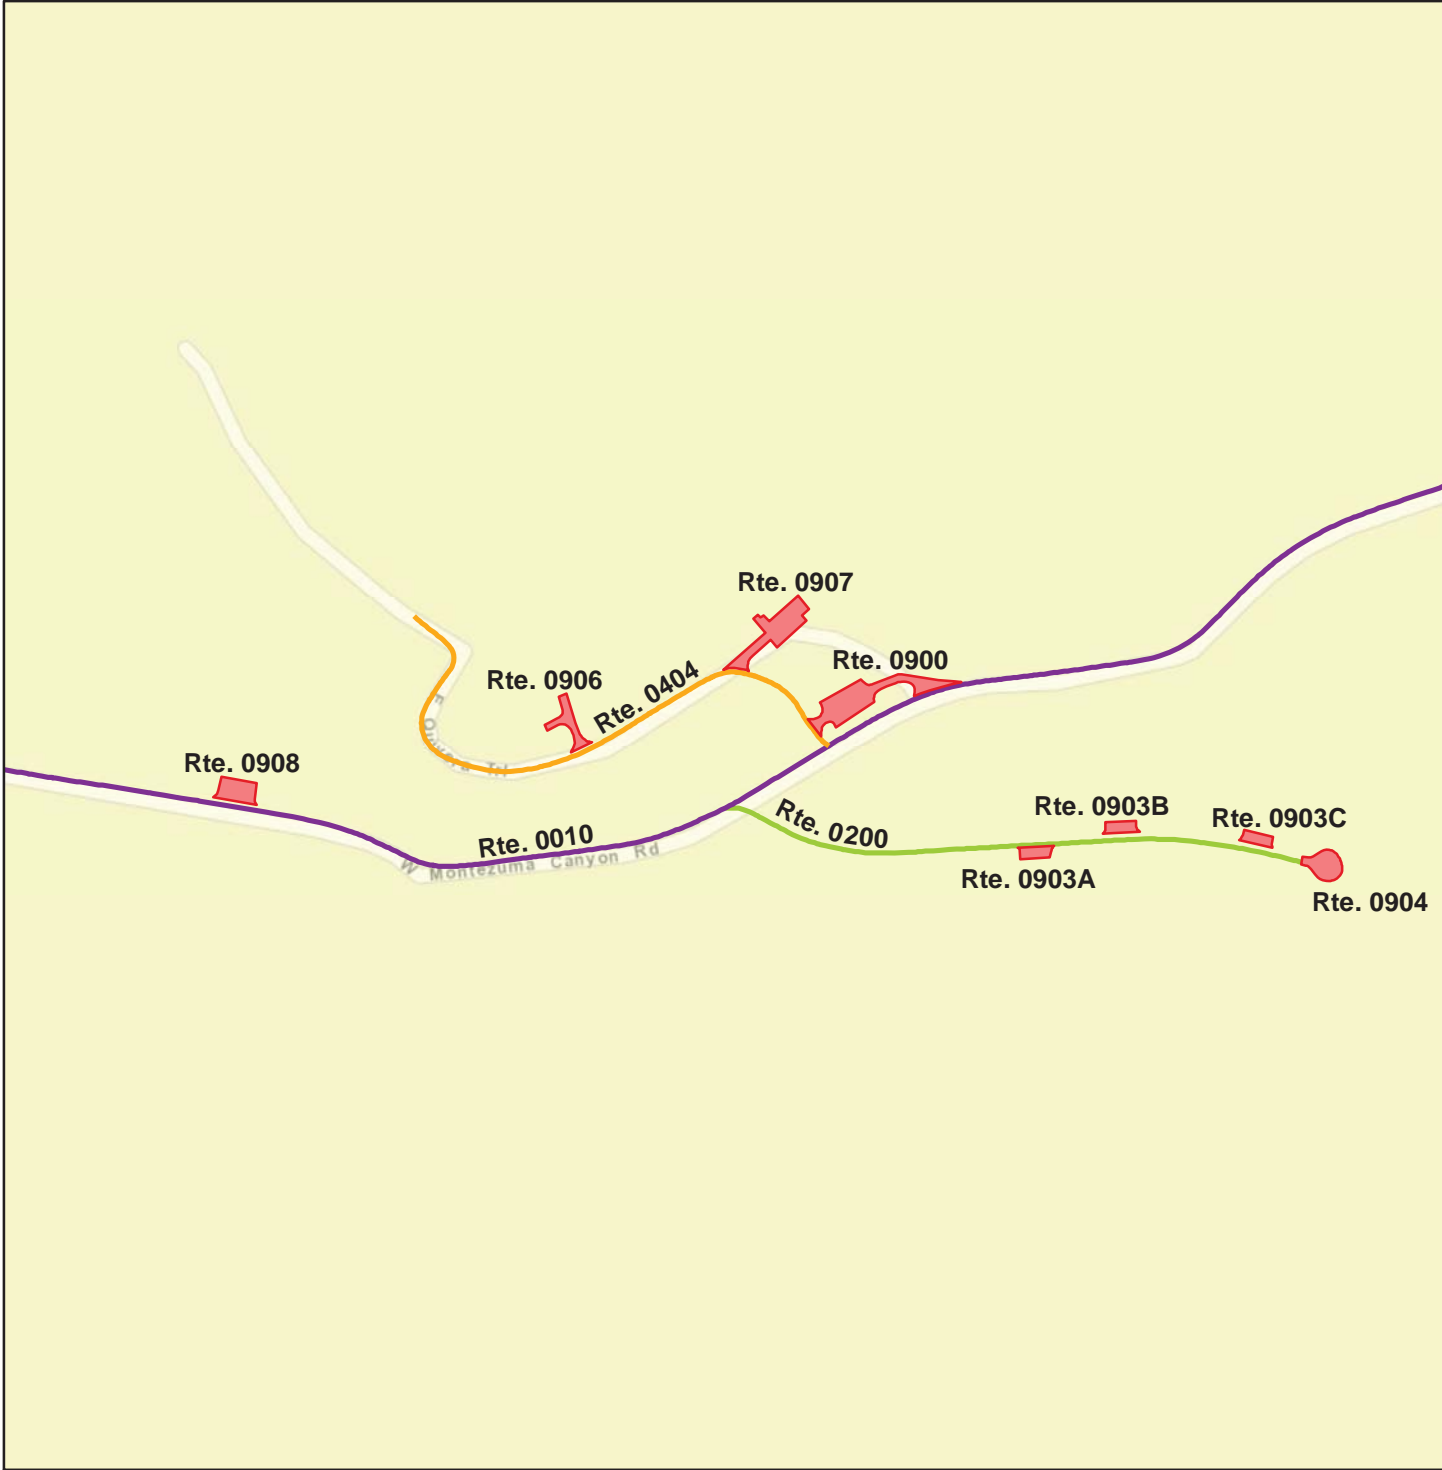 Rte. 0907
Rte. 0900
Rte. 0906
Rte. 0404
Rte. 0908
Rte. 0010
W Montezuma Canyon Rd
Rte. 0200
Rte. 0903B
Rte. 0903C
Rte. 0903A
Rte. 0904